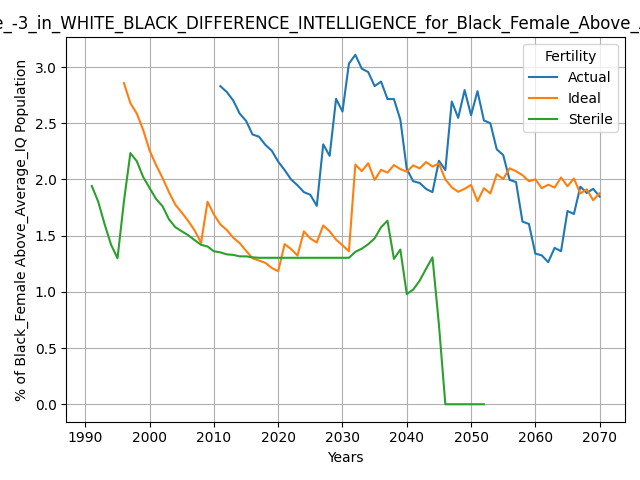 _-3_in_WHITE_BLACK_DIFFERENCE_INTELLIGENCE_for_Black_Female_Above_
% of Black_Female Above_Average_IQ Population
3.0
2.5
2.0
1.5
1.0
0.5
0.0
Fertility
Actual
Ideal
Sterile
1990 2000 2010 2020 2030 2040 2050 2060 2070
Years